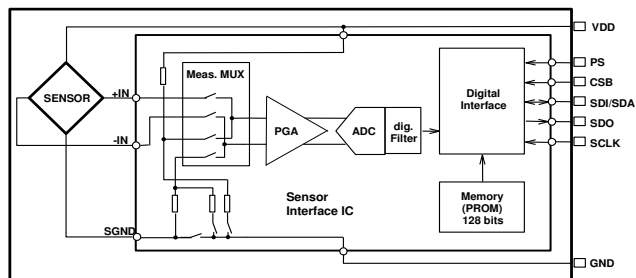 VDD
PS
Meas. MUX
CSB
+IN
Digital
Interface
SENSOR
SDI/SDA
PGA
ADC
dig.
Filter
SDO
-IN
SCLK
Sensor
Interface IC
Memory
(PROM)
128 bits
SGND
GND